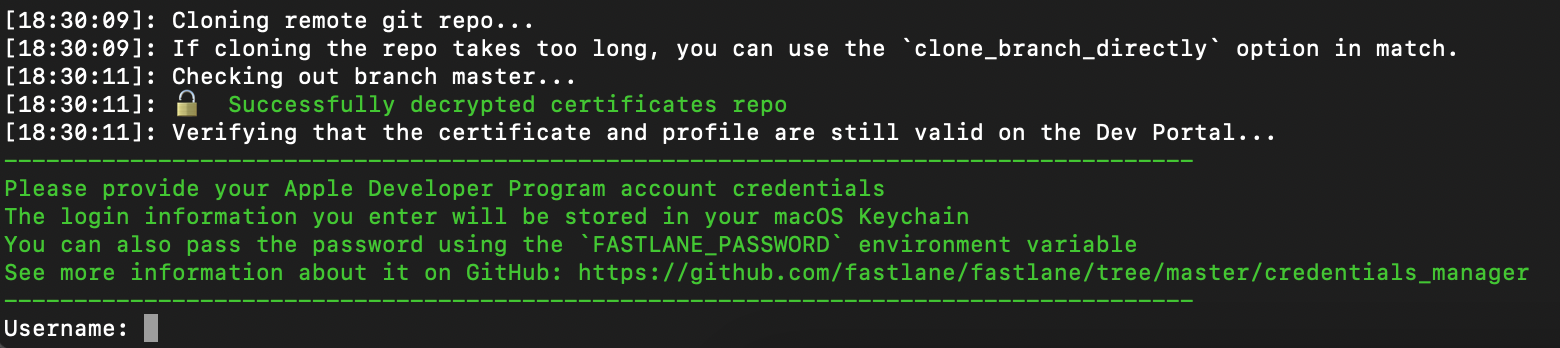 [18:30:09]: Cloning remote git repo...
[18:30:09]: If cloning the repo takes too long, you can use the `clone_branch_directly` option in match.
[18:30:11]: Checking out branch master...
[18:30:11]: 🔓 Successfully decrypted certificates repo
[18:30:11]: Verifying that the certificate and profile are still valid on the Dev Portal...
-------------------------------------------------------------------------------------
Please provide your Apple Developer Program account credentials
The login information you enter will be stored in your macOS Keychain
You can also pass the password using the `FASTLANE_PASSWORD` environment variable
See more information about it on GitHub: https://github.com/fastlane/fastlane/tree/master/credentials_manager
-------------------------------------------------------------------------------------
Username: